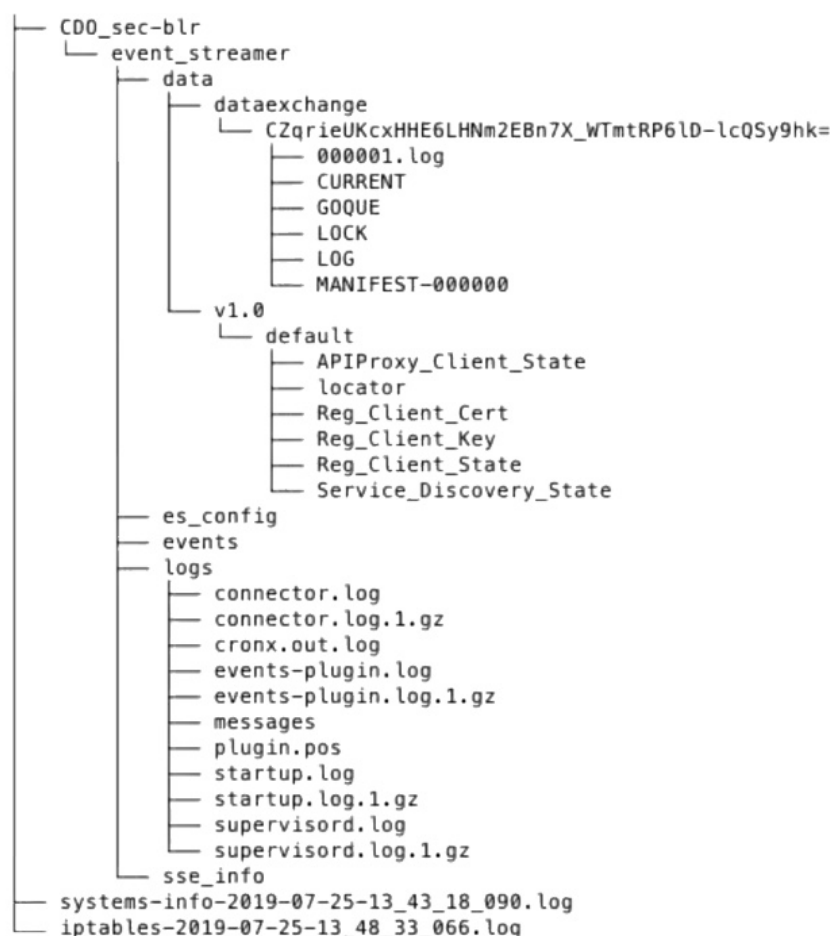 CDO_sec-blr
event_streamer
data
dataexchange
CZqrieUKcxHHE6LHNm2EBn7X_WTmtRP6lD-lcQSy9hk=
000001.log
CURRENT
GOQUE
LOCK
LOG
MANIFEST-000000
v1.0
default
APIProxy_Client_State
locator
Reg_Client_Cert
Reg_Client_Key
Reg_Client_State
Service_Discovery_State
es_config
events
logs
connector.log
connector.log.1.gz
cronx.out.log
events-plugin.log
events-plugin.log.1.gz
messages
plugin.pos
startup.log
startup.log.1.gz
supervisord.log
supervisord.log.1.gz
sse_info
systems-info-2019-07-25-13_43_18_090.log
iptables-2019-07-25-13_48_33_066.log